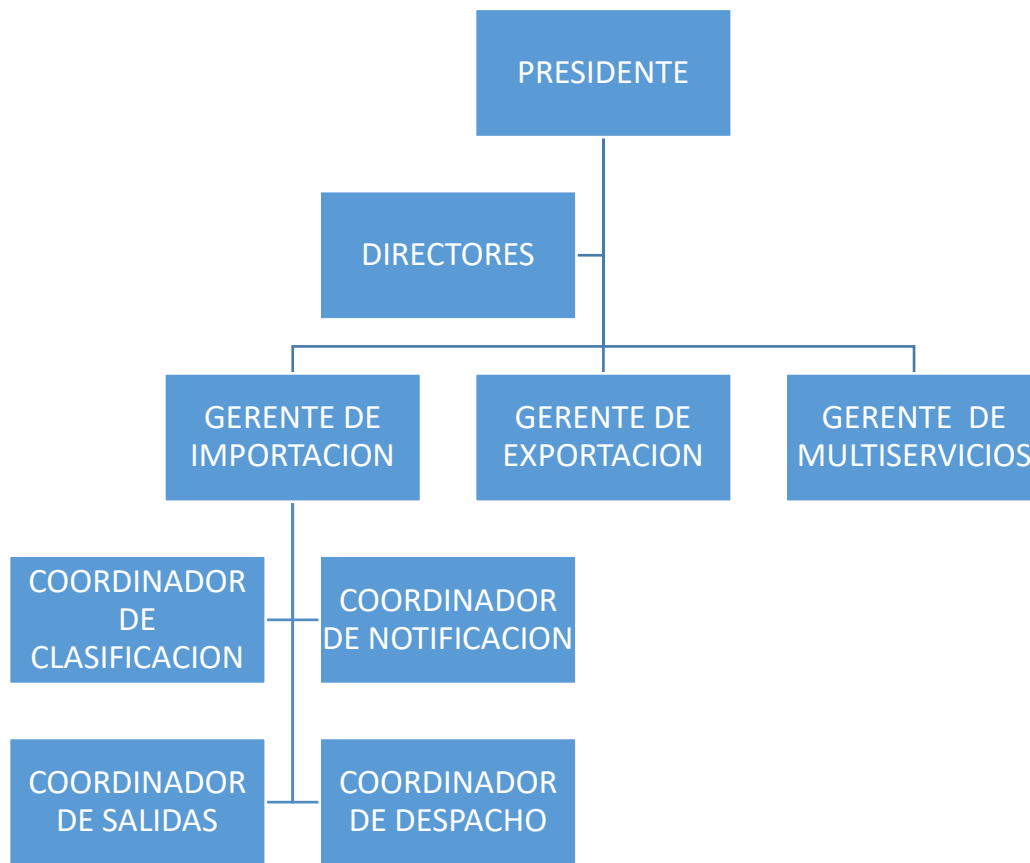 PRESIDENTE
DIRECTORES
GERENTE DE
IMPORTACION
GERENTE DE
EXPORTACION
GERENTE  DE
MULTISERVICIOS
COORDINADOR
DE
CLASIFICACION
COORDINADOR
DE NOTIFICACION
COORDINADOR
DE SALIDAS
COORDINADOR
DE DESPACHO